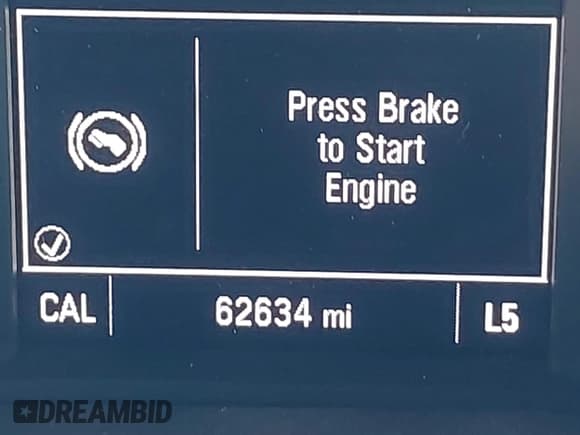 Press Brake
to Start
Engine
CAL
62634 mi
L5
DREAMBID